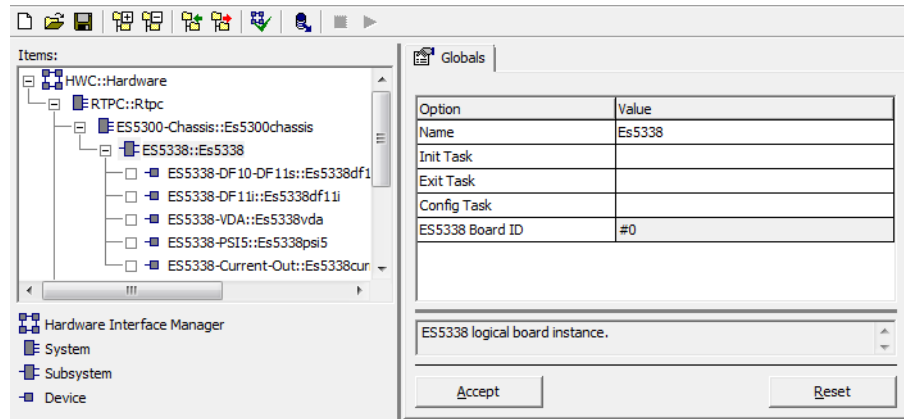 Items:
HWC::Hardware
RTPC::Rtpc
ES5300-Chassis::Es5300chassis
ES5338::Es5338
ES5338-DF10-DF11s::Es5338df1
ES5338-DF11i::Es5338df11i
ES5338-VDA::Es5338vda
ES5338-PSI5::Es5338psi5
ES5338-Current-Out::Es5338cur
Hardware Interface Manager
System
Subsystem
Device
Globals
Option Value
Name Es5338
Init Task
Exit Task
Config Task
ES5338 Board ID #0
ES5338 logical board instance.
Accept Reset